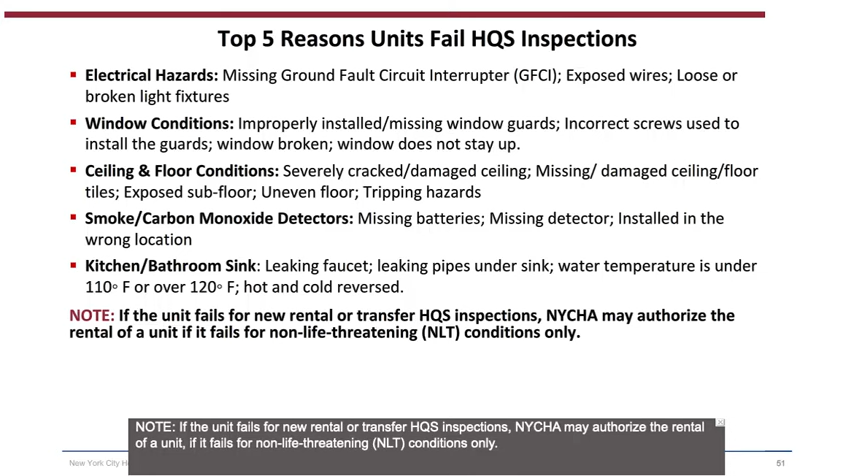 Top 5 Reasons Units Fail HQS Inspections
▪ Electrical Hazards: Missing Ground Fault Circuit Interrupter (GFCI); Exposed wires; Loose or
broken light fixtures
▪ Window Conditions: Improperly installed/missing window guards; Incorrect screws used to
install the guards; window broken; window does not stay up.
▪ Ceiling & Floor Conditions: Severely cracked/damaged ceiling; Missing/ damaged ceiling/floor
tiles; Exposed sub-floor; Uneven floor; Tripping hazards
▪ Smoke/Carbon Monoxide Detectors: Missing batteries; Missing detector; Installed in the
wrong location
▪ Kitchen/Bathroom Sink: Leaking faucet; leaking pipes under sink; water temperature is under
110◦ F or over 120◦ F; hot and cold reversed.
NOTE: If the unit fails for new rental or transfer HQS inspections, NYCHA may authorize the
rental of a unit if it fails for non-life-threatening (NLT) conditions only.
NOTE: If the unit fails for new rental or transfer HQS inspections, NYCHA may authorize the rental
of a unit, if it fails for non-life-threatening (NLT) conditions only.
New York City
51